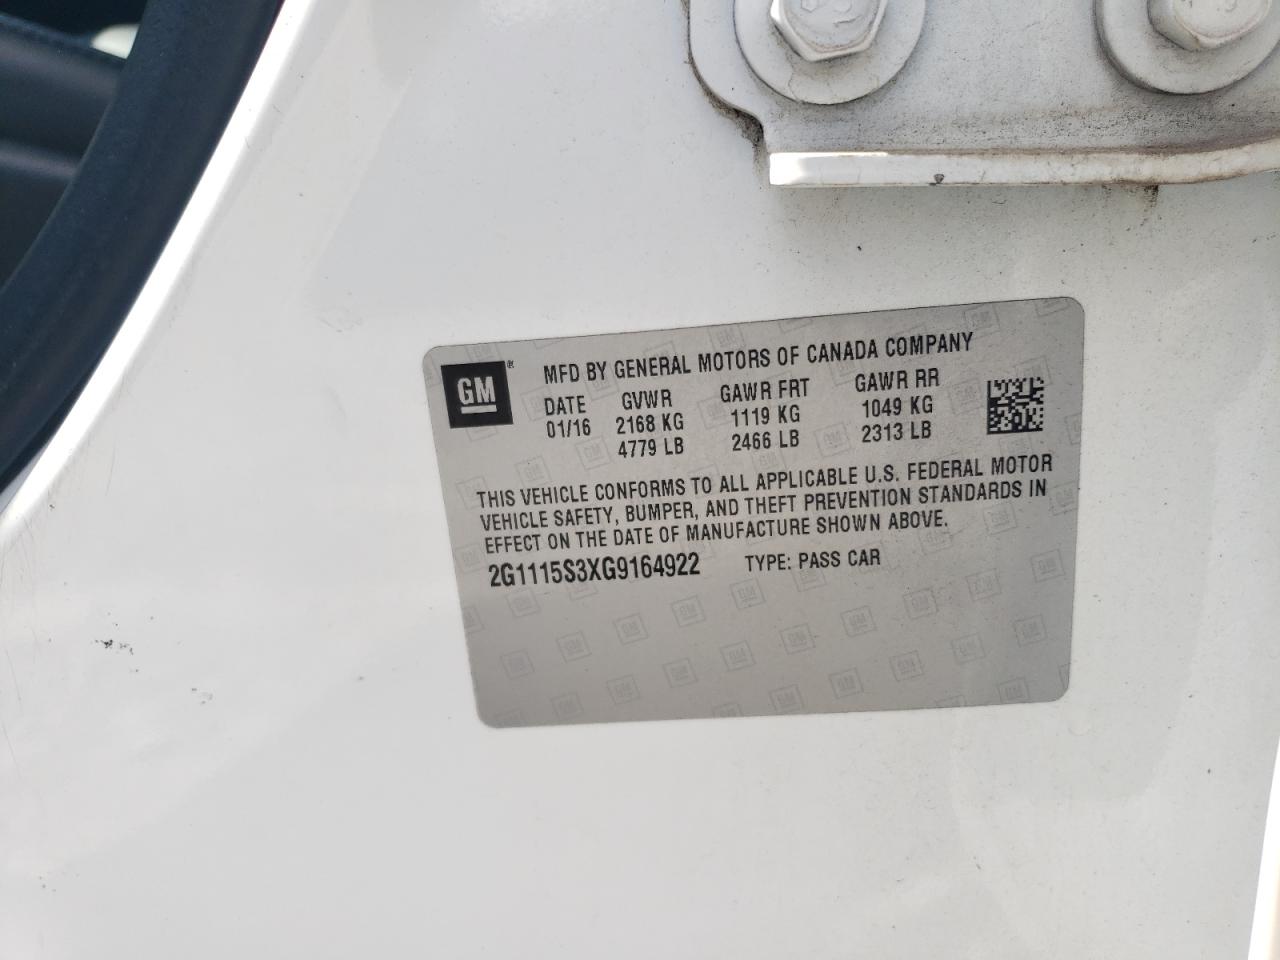 GM ® MFD BY GENERAL MOTORS OF CANADA COMPANY
DATE GVWR GAWR FRT GAWR RR
01/16 2168 KG 1119 KG 1049 KG
4779 LB 2466 LB 2313 LB
THIS VEHICLE CONFORMS TO ALL APPLICABLE U.S. FEDERAL MOTOR
VEHICLE SAFETY, BUMPER, AND THEFT PREVENTION STANDARDS IN
EFFECT ON THE DATE OF MANUFACTURE SHOWN ABOVE.
2G1115S3XG9164922 TYPE: PASS CAR